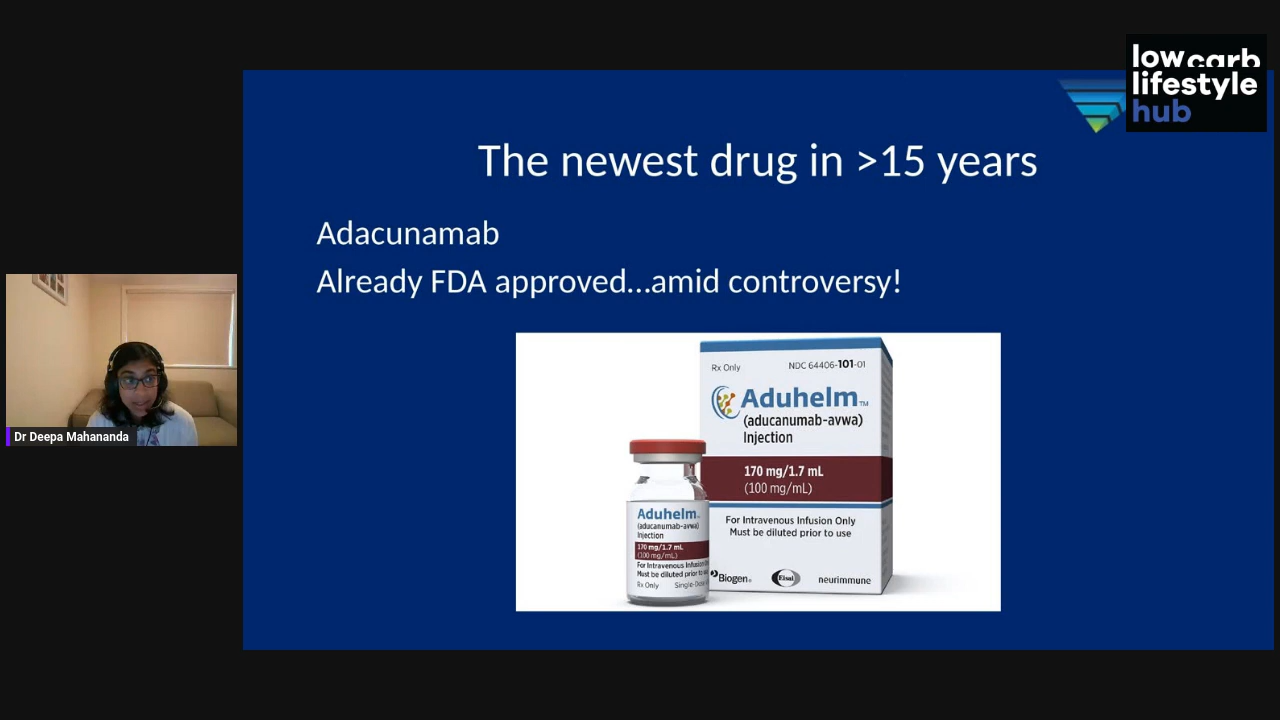 low carb
lifestyle
hub
The newest drug in >15 years
Adacunamab
Already FDA approved...amid controversy!
Rx Only
NDC 64406-101-01
Aduhelm™
(aducanumab-avwa)
Injection
170 mg/1.7 mL
(100 mg/mL)
For Intravenous Infusion Only
Must be diluted prior to use
Biogen®
Eisai
neurimmune
Aduhelm
(aducanumab-avwa)
Injection
170 mg/1.7 mL
(100 mg/mL)
For Intravenous Infusion
Must be diluted prior to
Rx Only
Dr Deepa Mahananda